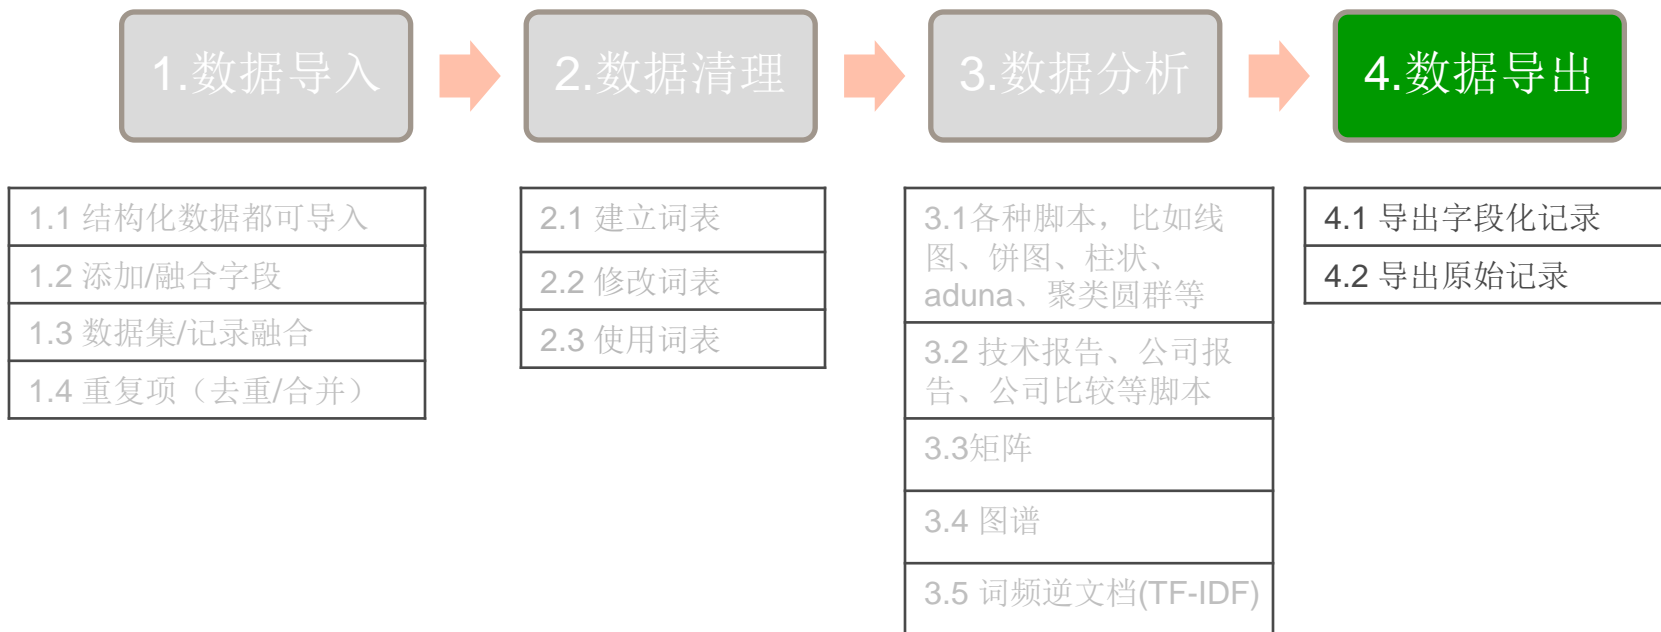 1.数据导入
2.数据清理
3.数据分析
4.数据导出
1.1 结构化数据都可导入
1.2 添加/融合字段
1.3 数据集/记录融合
1.4 重复项（去重/合并）
2.1 建立词表
2.2 修改词表
2.3 使用词表
3.1各种脚本，比如线
图、饼图、柱状、
aduna、聚类圆群等
3.2 技术报告、公司报
告、公司比较等脚本
3.3矩阵
3.4 图谱
3.5 词频逆文档(TF-IDF)
4.1 导出字段化记录
4.2 导出原始记录